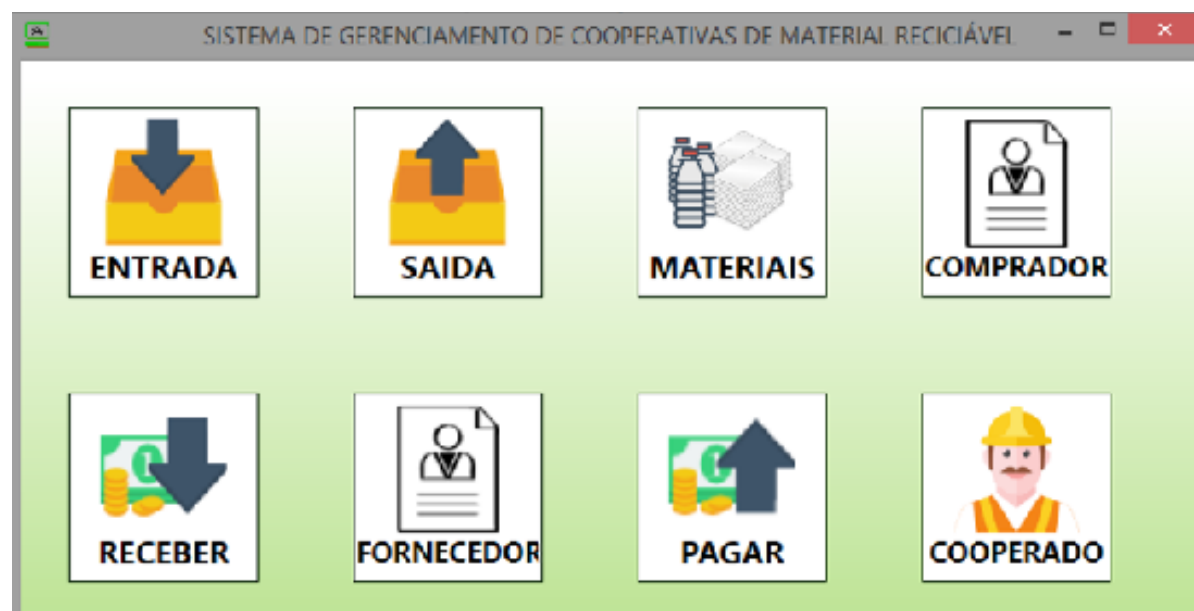 SISTEMA DE GERENCIAMENTO DE COOPERATIVAS DE MATERIAL RECICIÁVEL
ENTRADA
SAIDA
MATERIAIS
COMPRADOR
RECEBER
FORNECEDOR
PAGAR
COOPERADO